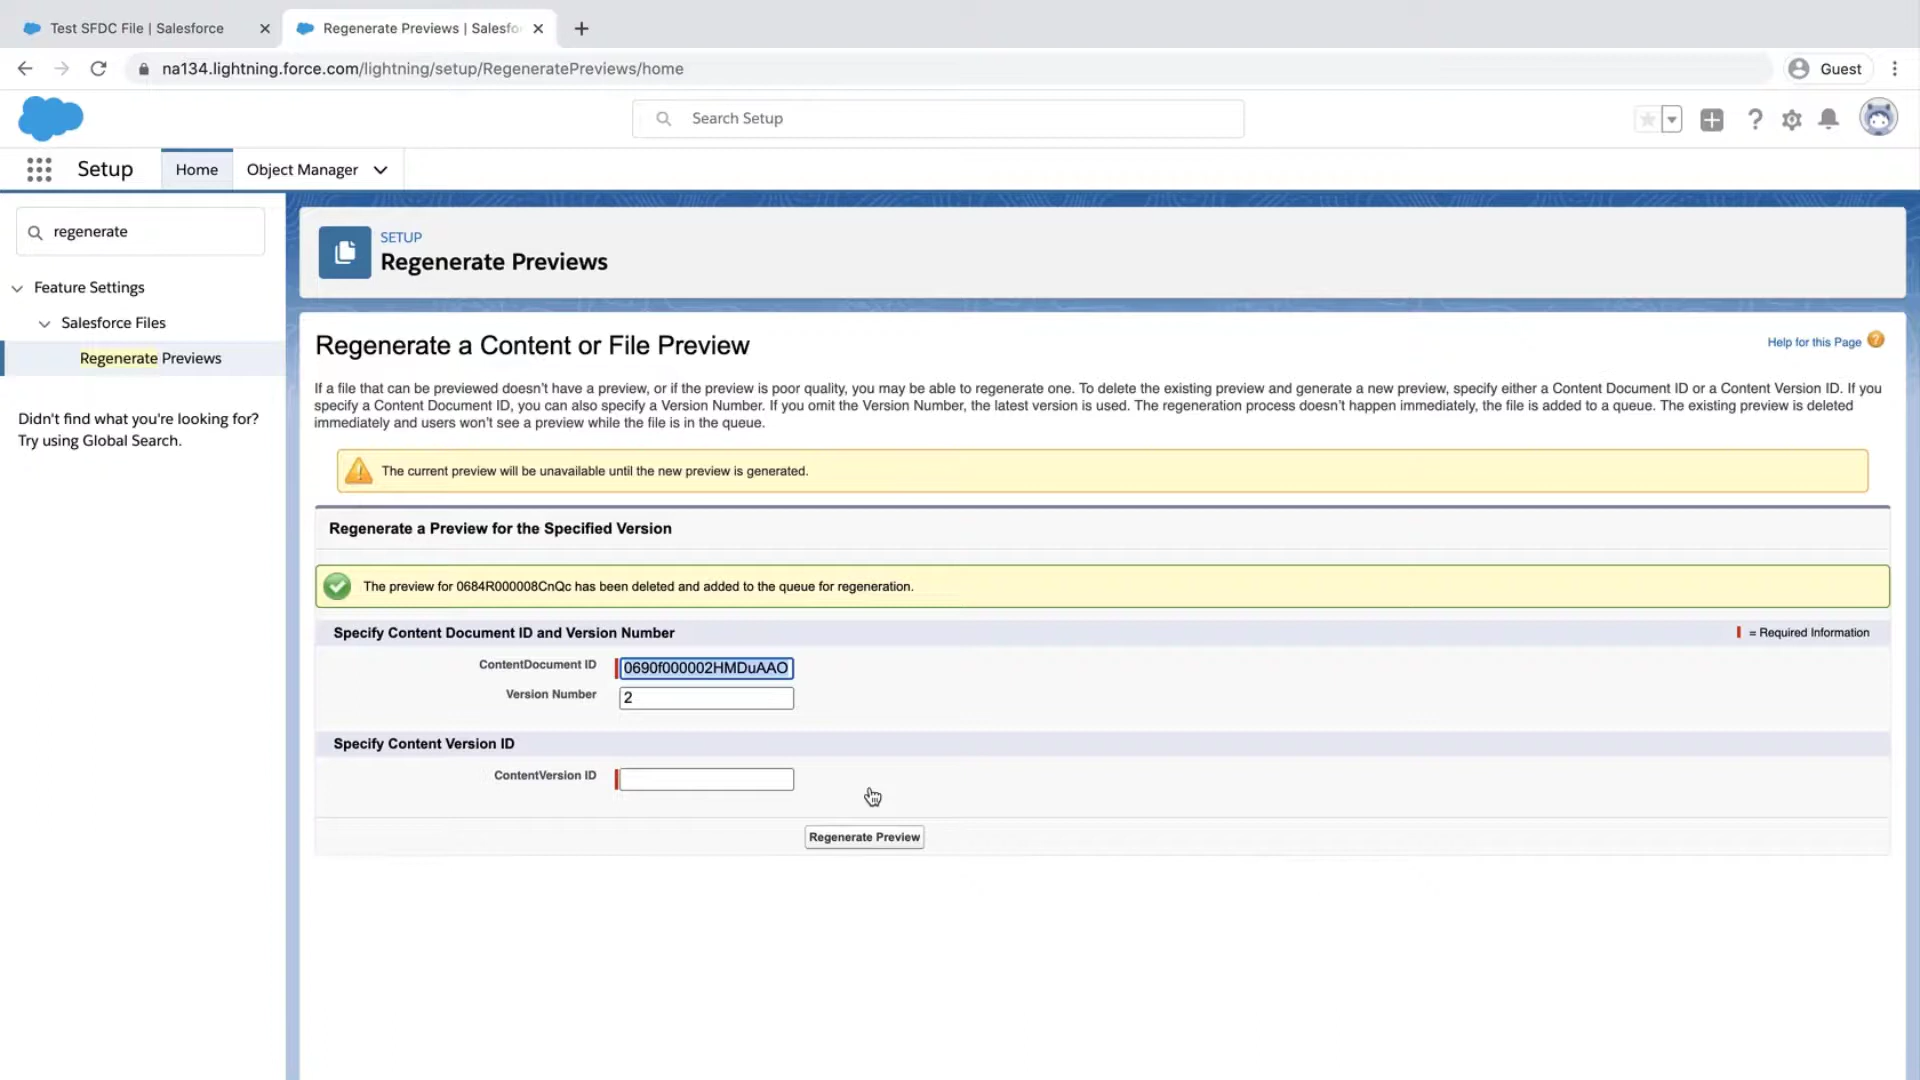 Test SFDC File | Salesforce
Regenerate Previews | Salesfo
na134.lightning.force.com/lightning/setup/RegeneratePreviews/home
Guest
Search Setup
Setup
Home
Object Manager
regenerate
Feature Settings
Salesforce Files
Regenerate Previews
Didn't find what you're looking for?
Try using Global Search.
SETUP
Regenerate Previews
Regenerate a Content or File Preview
Help for this Page
If a file that can be previewed doesn't have a preview, or if the preview is poor quality, you may be able to regenerate one. To delete the existing preview and generate a new preview, specify either a Content Document ID or a Content Version ID. If you
specify a Content Document ID, you can also specify a Version Number. If you omit the Version Number, the latest version is used. The regeneration process doesn't happen immediately, the file is added to a queue. The existing preview is deleted
immediately and users won't see a preview while the file is in the queue.
The current preview will be unavailable until the new preview is generated.
Regenerate a Preview for the Specified Version
The preview for 0684R000008CnQc has been deleted and added to the queue for regeneration.
Specify Content Document ID and Version Number
= Required Information
ContentDocument ID
0690f000002HMDuAAO
Version Number
2
Specify Content Version ID
ContentVersion ID
Regenerate Preview